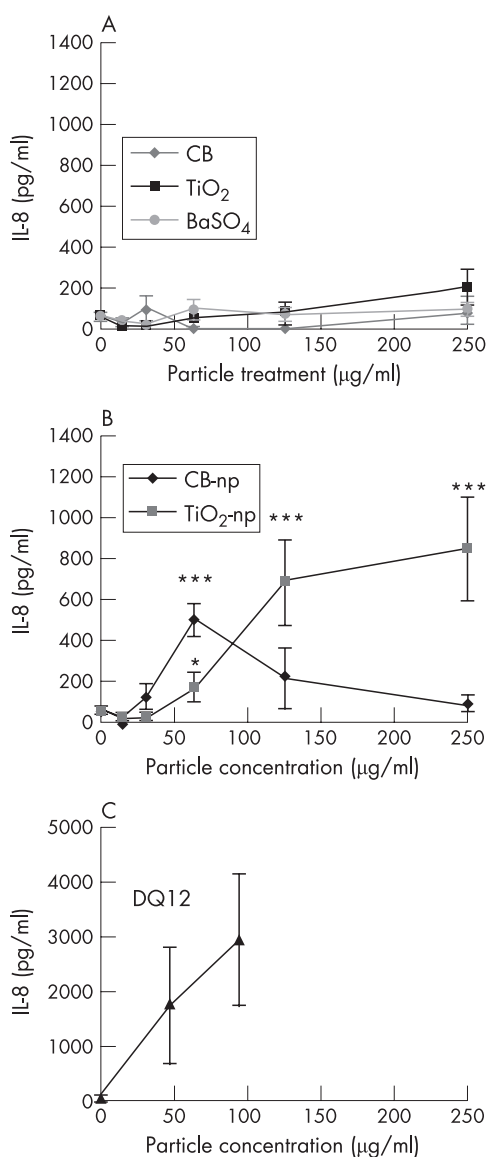 A
1400
1200
1000
800
600
400
200
0
IL-8 (pg/ml)
CB
TiO₂
BaSO₄
0 50 100 150 200 250
Particle treatment (µg/ml)
B
1400
1200
1000
800
600
400
200
0
IL-8 (pg/ml)
CB-np
TiO₂-np
***
*
***
***
0 50 100 150 200 250
Particle concentration (µg/ml)
C
5000
4000
3000
2000
1000
0
IL-8 (pg/ml)
DQ12
0 50 100 150 200 250
Particle concentration (µg/ml)